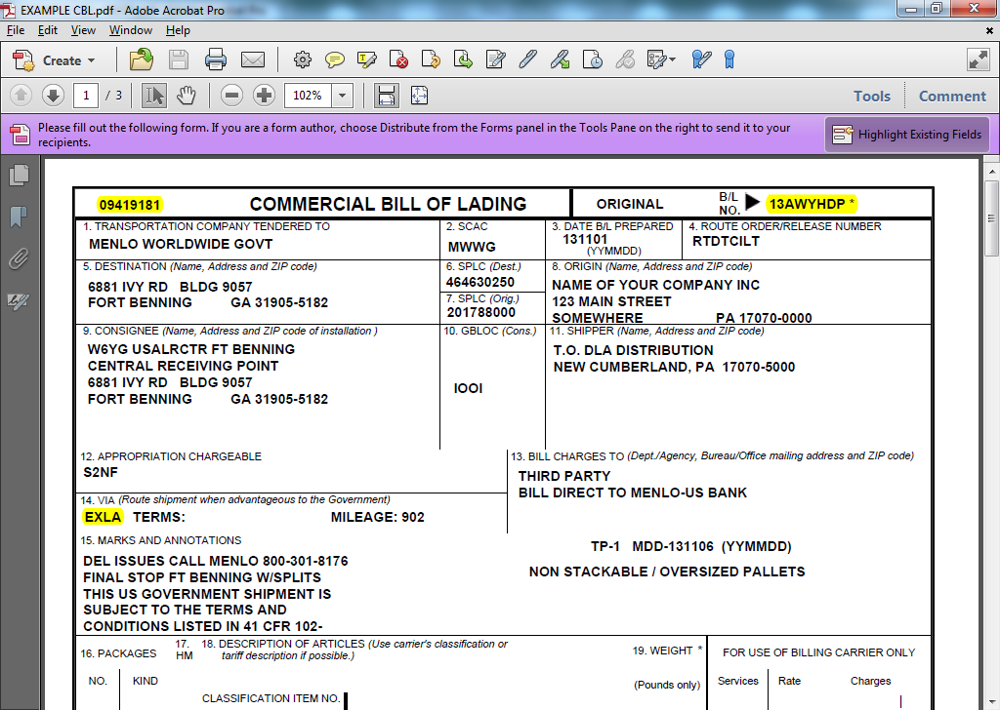 EXAMPLE CBL.pdf - Adobe Acrobat Pro
File Edit View Window Help
Create
1 / 3 102% Tools Comment
Please fill out the following form. If you are a form author, choose Distribute from the Forms panel in the Tools Pane on the right to send it to your
recipients.
Highlight Existing Fields
09419181 COMMERCIAL BILL OF LADING ORIGINAL B/L NO. 13AWYHDP *
1. TRANSPORTATION COMPANY TENDERED TO
MENLO WORLDWIDE GOVT
2. SCAC
MWWG
3. DATE B/L PREPARED
131101
(YYMMDD)
4. ROUTE ORDER/RELEASE NUMBER
RTDTCILT
5. DESTINATION (Name, Address and ZIP code)
6881 IVY RD BLDG 9057
FORT BENNING GA 31905-5182
6. SPLC (Dest.)
464630250
7. SPLC (Orig.)
201788000
8. ORIGIN (Name, Address and ZIP code)
NAME OF YOUR COMPANY INC
123 MAIN STREET
SOMEWHERE PA 17070-0000
9. CONSIGNEE (Name, Address and ZIP code of installation )
W6YG USALRCTR FT BENNING
CENTRAL RECEIVING POINT
6881 IVY RD BLDG 9057
FORT BENNING GA 31905-5182
10. GBLOC (Cons.)
IOOI
11. SHIPPER (Name, Address and ZIP code)
T.O. DLA DISTRIBUTION
NEW CUMBERLAND, PA 17070-5000
12. APPROPRIATION CHARGEABLE
S2NF
13. BILL CHARGES TO (Dept./Agency, Bureau/Office mailing address and ZIP code)
THIRD PARTY
BILL DIRECT TO MENLO-US BANK
14. VIA (Route shipment when advantageous to the Government)
EXLA TERMS: MILEAGE: 902
15. MARKS AND ANNOTATIONS
DEL ISSUES CALL MENLO 800-301-8176
FINAL STOP FT BENNING W/SPLITS
THIS US GOVERNMENT SHIPMENT IS
SUBJECT TO THE TERMS AND
CONDITIONS LISTED IN 41 CFR 102-
TP-1 MDD-131106 (YYMMDD)
NON STACKABLE / OVERSIZED PALLETS
16. PACKAGES
NO. KIND
17.
HM
18. DESCRIPTION OF ARTICLES (Use carrier's classification or
tariff description if possible.)
CLASSIFICATION ITEM NO.
19. WEIGHT *
(Pounds only)
FOR USE OF BILLING CARRIER ONLY
Services Rate Charges